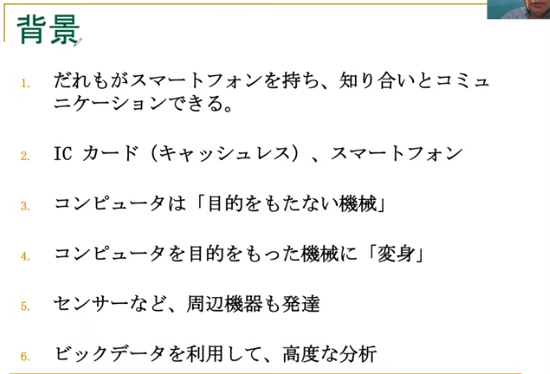 背景
1. だれもがスマートフォンを持ち、知り合いとコミュ
ニケーションできる。
2. IC カード（キャッシュレス）、スマートフォン
3. コンピュータは「目的をもたない機械」
4. コンピュータを目的をもった機械に「変身」
5. センサーなど、周辺機器も発達
6. ビックデータを利用して、高度な分析